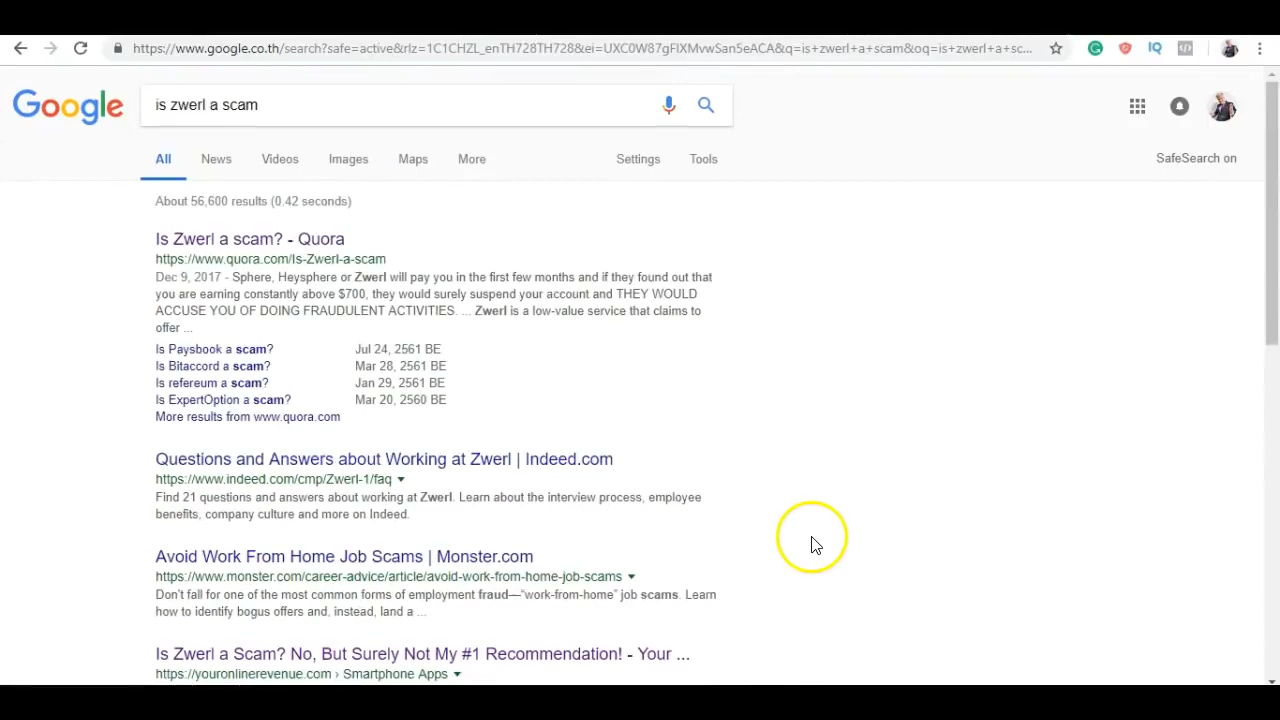 https://www.google.co.th/search?safe=active&rlz=1C1CHZL_enTH728TH728&ei=UXC0W87gFIXMvwSan5eACA&q=is+zwerl+a+scam&oq=is+zwerl+a+sc...
Google
is zwerl a scam
All News Videos Images Maps More Settings Tools
SafeSearch on
About 56,600 results (0.42 seconds)
Is Zwerl a scam? - Quora
https://www.quora.com/Is-Zwerl-a-scam
Dec 9, 2017 - Sphere, Heysphere or Zwerl will pay you in the first few months and if they found out that
you are earning constantly above $700, they would surely suspend your account and THEY WOULD
ACCUSE YOU OF DOING FRAUDULENT ACTIVITIES. ... Zwerl is a low-value service that claims to
offer ...
Is Paysbook a scam? Jul 24, 2561 BE
Is Bitaccord a scam? Mar 28, 2561 BE
Is refereum a scam? Jan 29, 2561 BE
Is ExpertOption a scam? Mar 20, 2560 BE
More results from www.quora.com
Questions and Answers about Working at Zwerl | Indeed.com
https://www.indeed.com/cmp/Zwerl-1/faq
Find 21 questions and answers about working at Zwerl. Learn about the interview process, employee
benefits, company culture and more on Indeed.
Avoid Work From Home Job Scams | Monster.com
https://www.monster.com/career-advice/article/avoid-work-from-home-job-scams
Don't fall for one of the most common forms of employment fraud—“work-from-home” job scams. Learn
how to identify bogus offers and, instead, land a ...
Is Zwerl a Scam? No, But Surely Not My #1 Recommendation! - Your ...
https://youronlinerevenue.com › Smartphone Apps